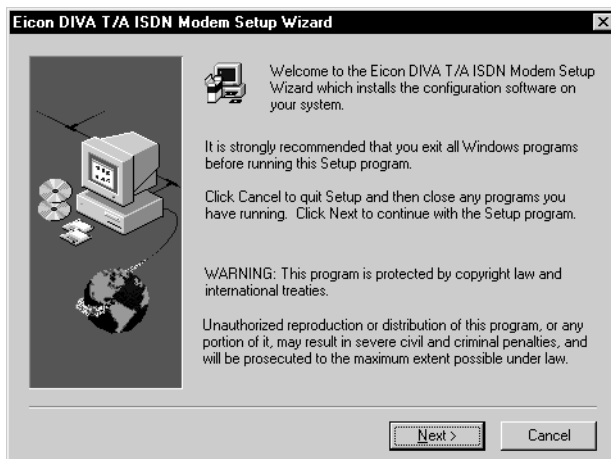 Eicon DIVA T/A ISDN Modem Setup Wizard
Welcome to the Eicon DIVA T/A ISDN Modem Setup
Wizard which installs the configuration software on
your system.
It is strongly recommended that you exit all Windows programs
before running this Setup program.
Click Cancel to quit Setup and then close any programs you
have running. Click Next to continue with the Setup program.
WARNING: This program is protected by copyright law and
international treaties.
Unauthorized reproduction or distribution of this program, or any
portion of it, may result in severe civil and criminal penalties, and
will be prosecuted to the maximum extent possible under law.
Next > Cancel